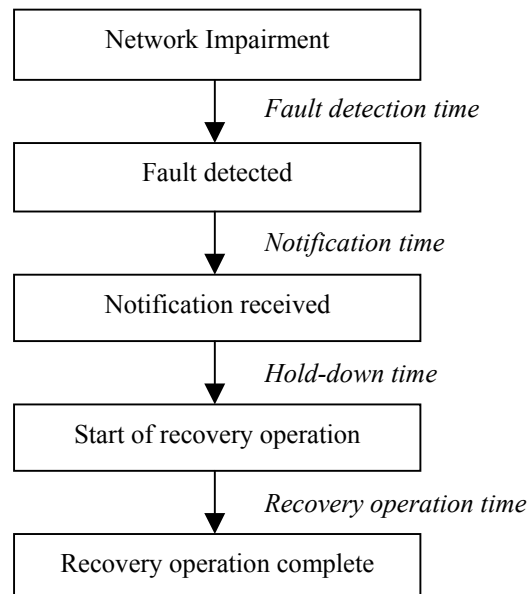 Network Impairment
Fault detection time
Fault detected
Notification time
Notification received
Hold-down time
Start of recovery operation
Recovery operation time
Recovery operation complete